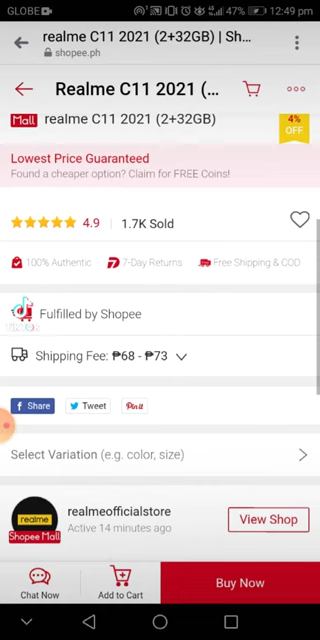 GLOBE 47% 12:49 pm
realme C11 2021 (2+32GB) | Sh...
shopee.ph
Realme C11 2021 (...
Mall realme C11 2021 (2+32GB)
4%
OFF
Lowest Price Guaranteed
Found a cheaper option? Claim for FREE Coins!
4.9 1.7K Sold
100% Authentic 7-Day Returns Free Shipping & COD
Fulfilled by Shopee
Shipping Fee: ₱68 - ₱73
Share Tweet Pin it
Select Variation (e.g. color, size)
realme
Shopee Mall
realmeofficialstore
Active 14 minutes ago
View Shop
Chat Now Add to Cart Buy Now